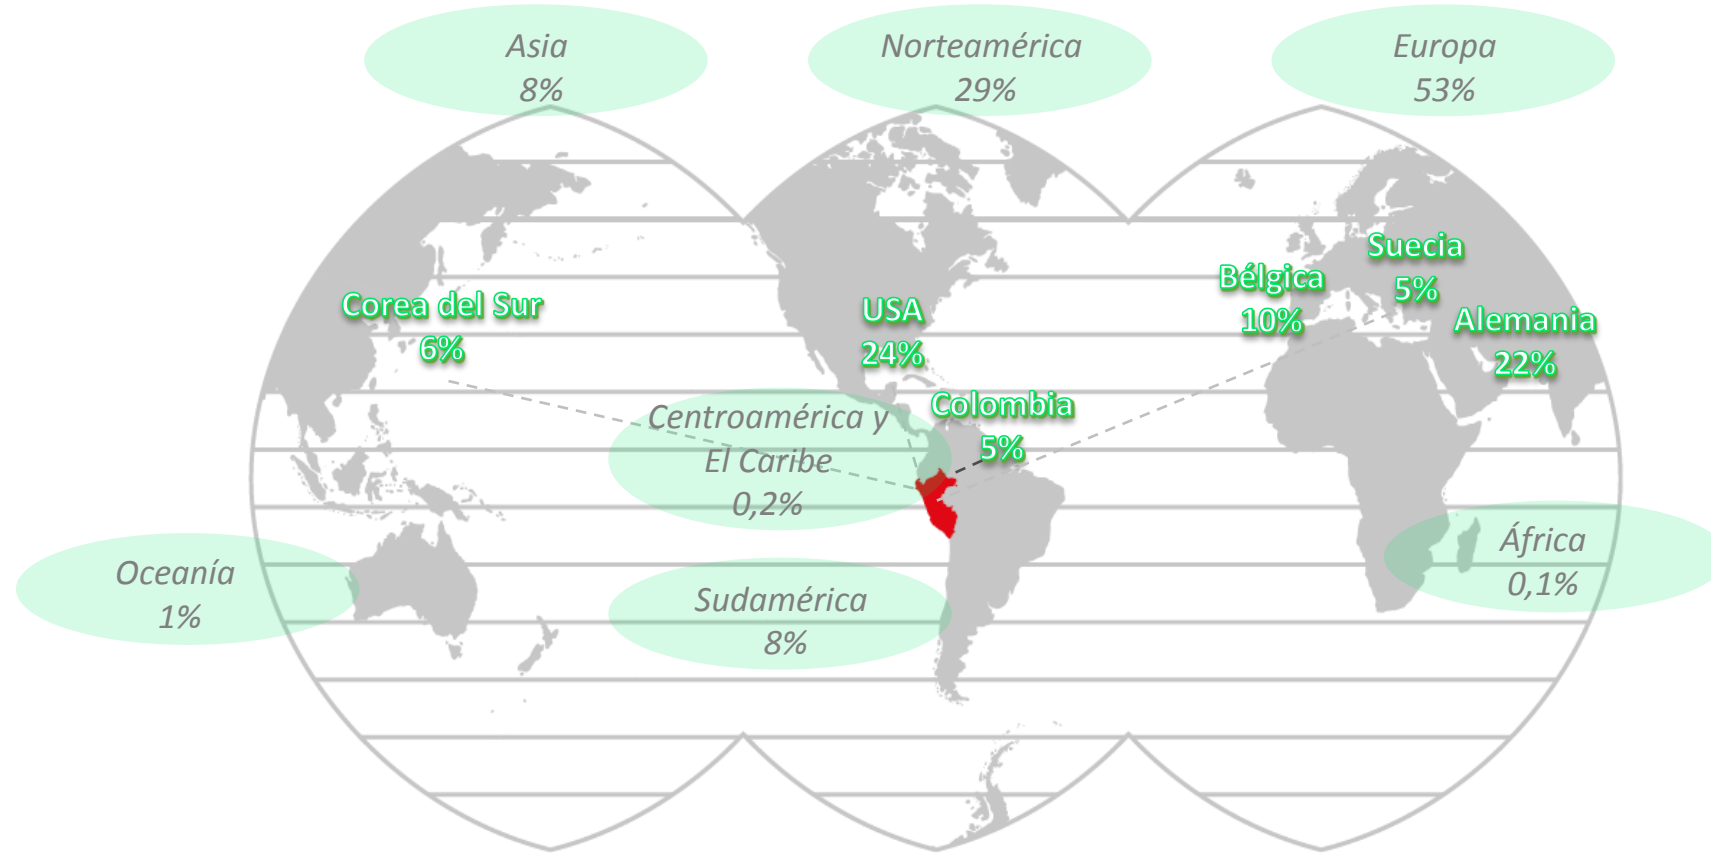 Asia
8%
Norteamérica
29%
Europa
53%
Suecia
5%
Bélgica
10%
Corea del Sur
6%
USA
24%
Alemania
22%
Colombia
5%
Centroamérica y
El Caribe
0,2%
África
0,1%
Oceanía
1%
Sudamérica
8%